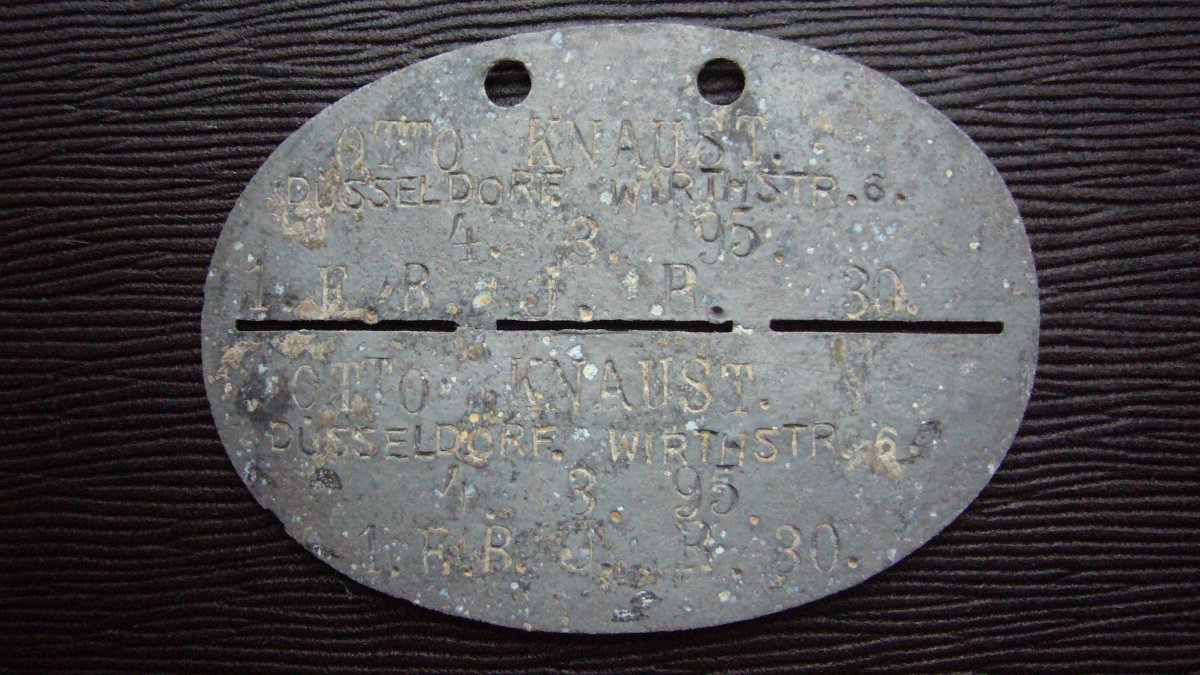 OTTO KNAUST.
DÜSSELDORF. WIRTHSTR. 6.
4. 3. 95.
1. E./R. J. R. 30.
OTTO KNAUST.
DÜSSELDORF. WIRTHSTR. 6
4. 3. 95.
1. R. J. R. 30.